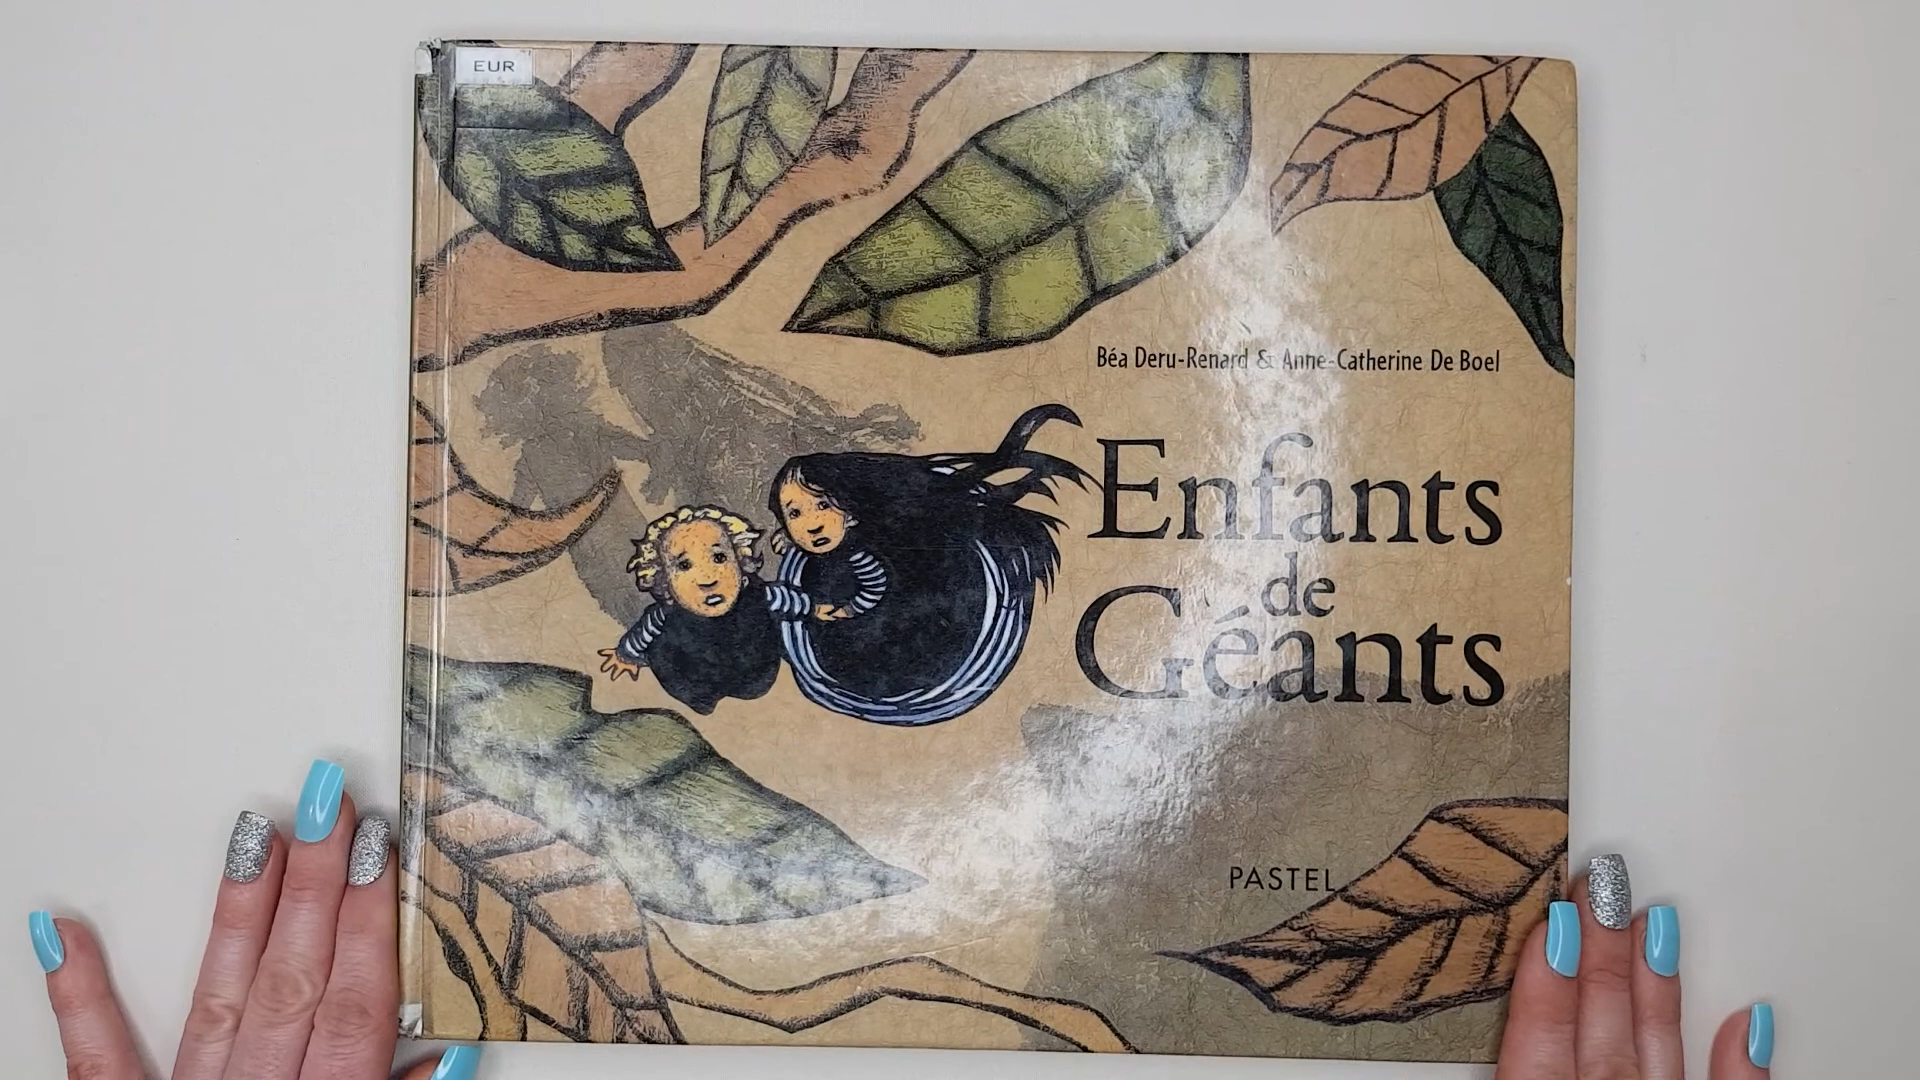 EUR
Béa Deru-Renard & Anne-Catherine De Boel
Enfants
de
Géants
PASTEL